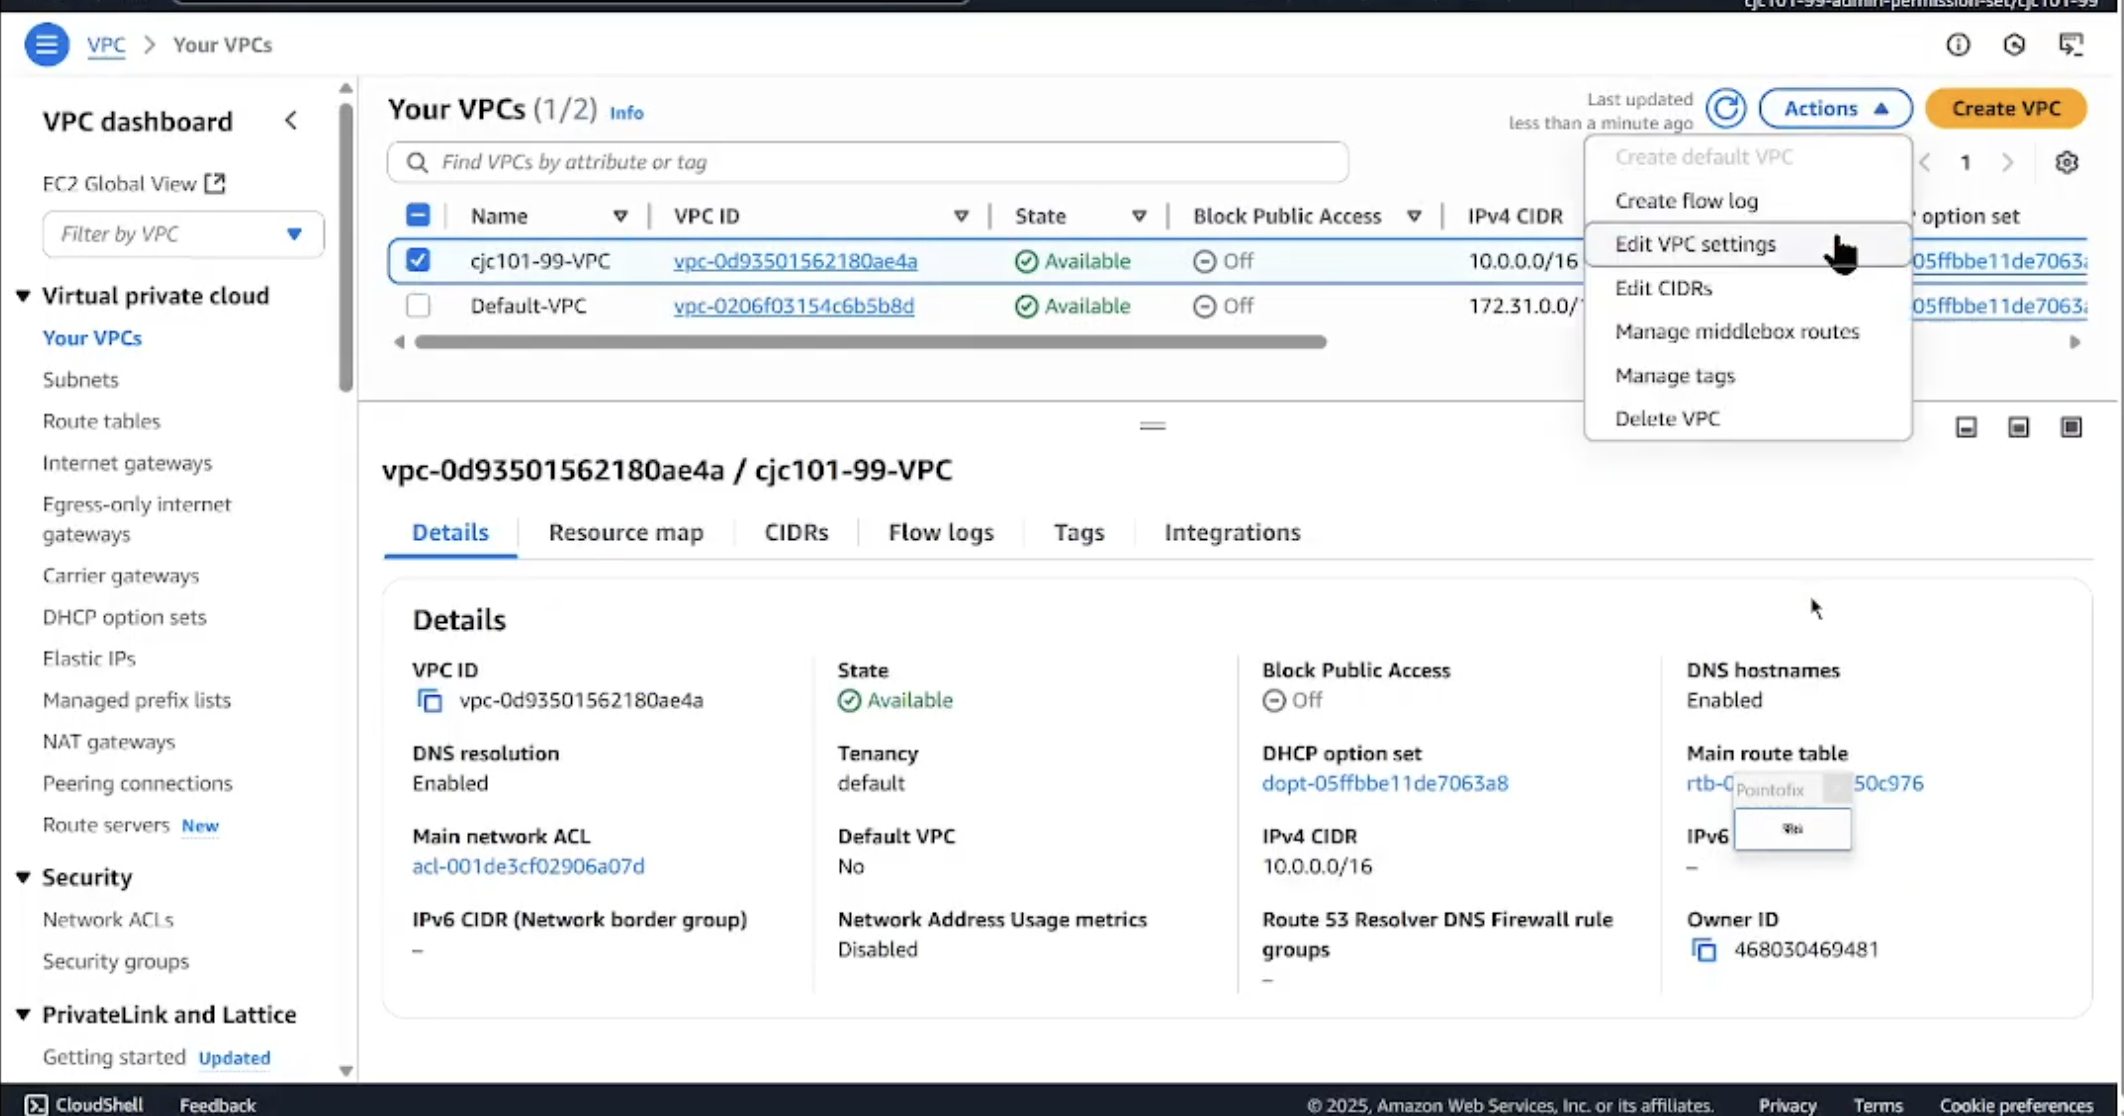 cjc101-99-admin-permission-set/cjc101-99
VPC > Your VPCs
VPC dashboard
EC2 Global View
Filter by VPC
Virtual private cloud
Your VPCs
Subnets
Route tables
Internet gateways
Egress-only internet
gateways
Carrier gateways
DHCP option sets
Elastic IPs
Managed prefix lists
NAT gateways
Peering connections
Route servers New
Security
Network ACLs
Security groups
PrivateLink and Lattice
Getting started Updated
Your VPCs (1/2) Info
Last updated
less than a minute ago
Actions
Create VPC
Find VPCs by attribute or tag
1
Name VPC ID State Block Public Access IPv4 CIDR option set
cjc101-99-VPC vpc-0d93501562180ae4a Available Off 10.0.0.0/16 05ffbbe11de7063a
Default-VPC vpc-0206f03154c6b5b8d Available Off 172.31.0.0/ 05ffbbe11de7063a
Create default VPC
Create flow log
Edit VPC settings
Edit CIDRs
Manage middlebox routes
Manage tags
Delete VPC
vpc-0d93501562180ae4a / cjc101-99-VPC
Details Resource map CIDRs Flow logs Tags Integrations
Details
VPC ID
vpc-0d93501562180ae4a
State
Available
Block Public Access
Off
DNS hostnames
Enabled
DNS resolution
Enabled
Tenancy
default
DHCP option set
dopt-05ffbbe11de7063a8
Main route table
rtb-0 50c976
Pointofix
Main network ACL
acl-001de3cf02906a07d
Default VPC
No
IPv4 CIDR
10.0.0.0/16
IPv6
–
IPv6 CIDR (Network border group)
–
Network Address Usage metrics
Disabled
Route 53 Resolver DNS Firewall rule
groups
–
Owner ID
468030469481
CloudShell Feedback © 2025, Amazon Web Services, Inc. or its affiliates. Privacy Terms Cookie preferences